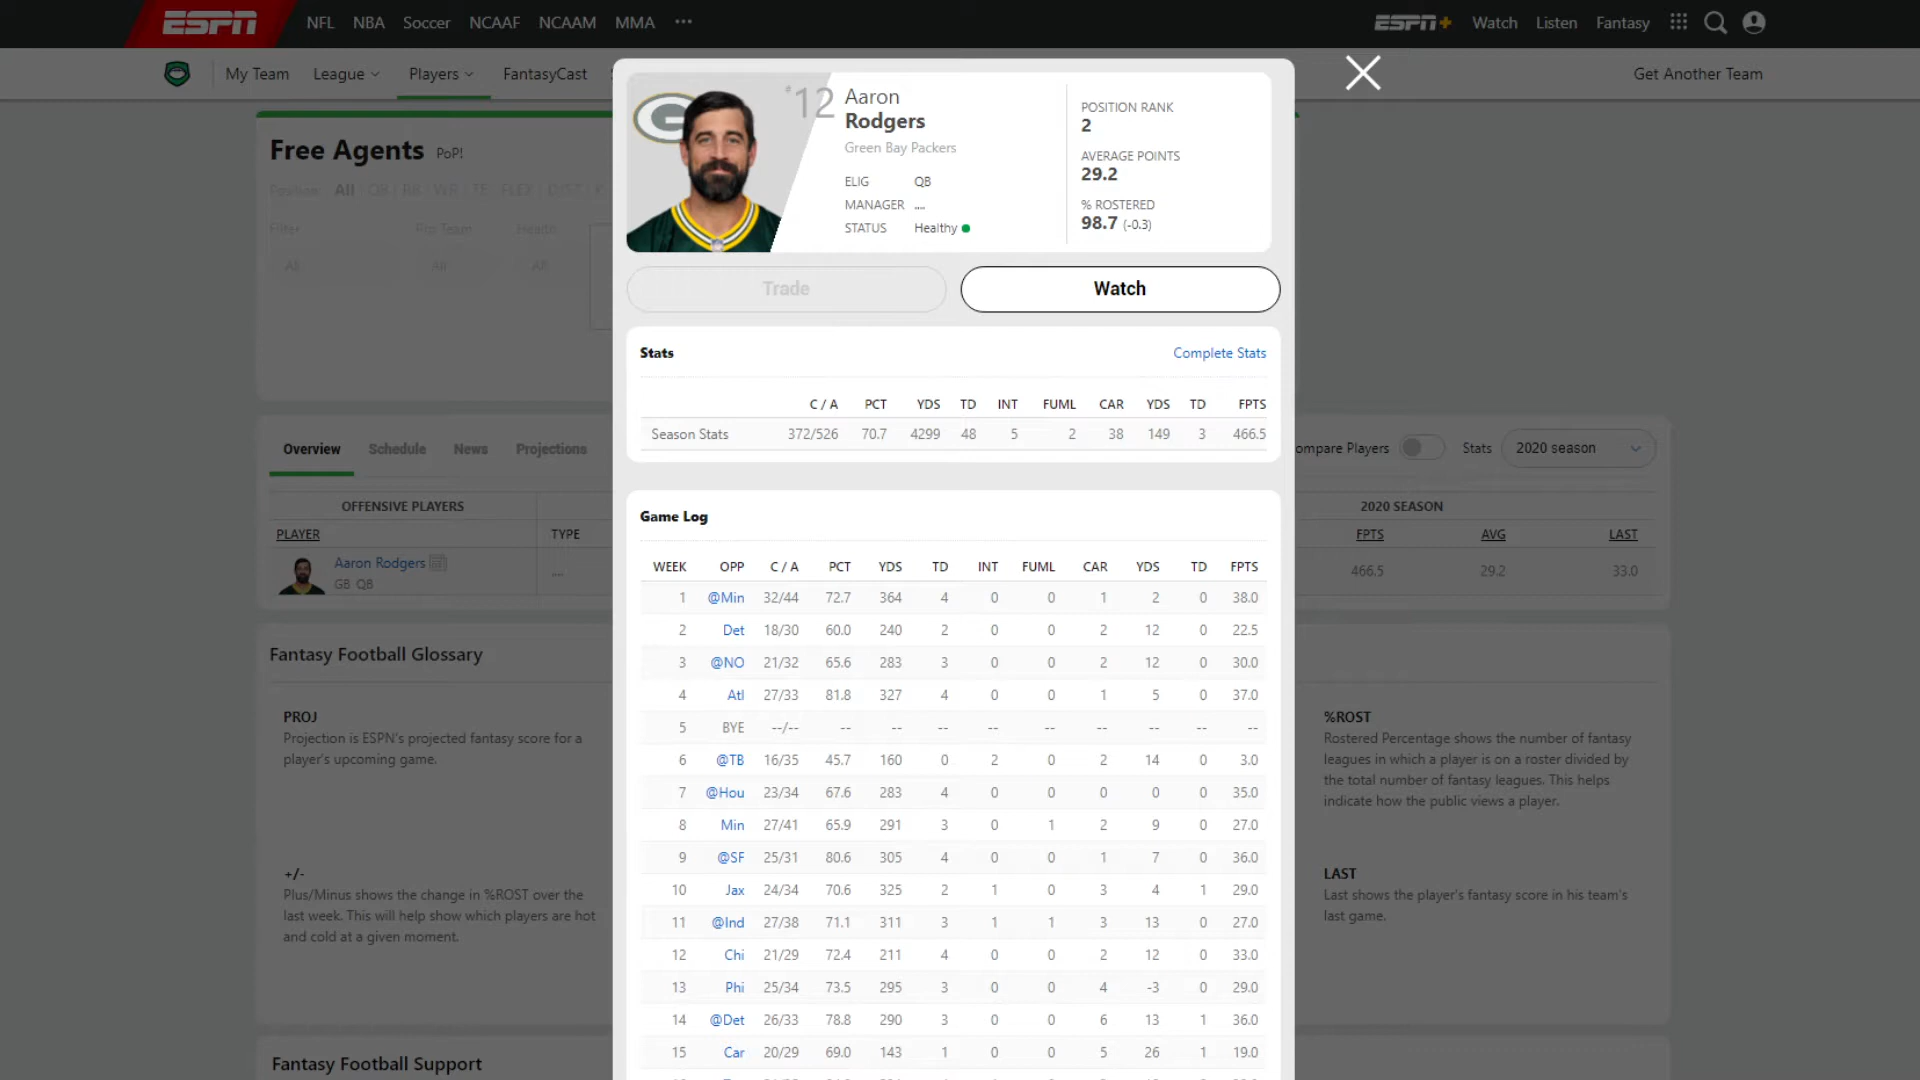 ESPN NFL NBA Soccer NCAAF NCAAM MMA ••• ESPN+ Watch Listen Fantasy
My Team League Players FantasyCast Get Another Team
Free Agents PoP!
Position All QB RB WR TE FLEX D/ST K
Filter Pro Team Health
All All All
#12
Aaron
Rodgers
Green Bay Packers
ELIG QB
MANAGER ....
STATUS Healthy
POSITION RANK
2
AVERAGE POINTS
29.2
% ROSTERED
98.7 (-0.3)
Trade Watch
Stats Complete Stats
C / A PCT YDS TD INT FUML CAR YDS TD FPTS
Season Stats 372/526 70.7 4299 48 5 2 38 149 3 466.5
Overview Schedule News Projections
ompare Players Stats 2020 season
OFFENSIVE PLAYERS
PLAYER TYPE
Aaron Rodgers
GB QB
....
2020 SEASON
FPTS AVG LAST
466.5 29.2 33.0
Game Log
WEEK OPP C / A PCT YDS TD INT FUML CAR YDS TD FPTS
1 @Min 32/44 72.7 364 4 0 0 1 2 0 38.0
2 Det 18/30 60.0 240 2 0 0 2 12 0 22.5
3 @NO 21/32 65.6 283 3 0 0 2 12 0 30.0
4 Atl 27/33 81.8 327 4 0 0 1 5 0 37.0
5 BYE --/-- -- -- -- -- -- -- -- -- --
6 @TB 16/35 45.7 160 0 2 0 2 14 0 3.0
7 @Hou 23/34 67.6 283 4 0 0 0 0 0 35.0
8 Min 27/41 65.9 291 3 0 1 2 9 0 27.0
9 @SF 25/31 80.6 305 4 0 0 1 7 0 36.0
10 Jax 24/34 70.6 325 2 1 0 3 4 1 29.0
11 @Ind 27/38 71.1 311 3 1 1 3 13 0 27.0
12 Chi 21/29 72.4 211 4 0 0 2 12 0 33.0
13 Phi 25/34 73.5 295 3 0 0 4 -3 0 29.0
14 @Det 26/33 78.8 290 3 0 0 6 13 1 36.0
15 Car 20/29 69.0 143 1 0 0 5 26 1 19.0
Fantasy Football Glossary
PROJ
Projection is ESPN's projected fantasy score for a
player's upcoming game.
+/-
Plus/Minus shows the change in %ROST over the
last week. This will help show which players are hot
and cold at a given moment.
%ROST
Rostered Percentage shows the number of fantasy
leagues in which a player is on a roster divided by
the total number of fantasy leagues. This helps
indicate how the public views a player.
LAST
Last shows the player's fantasy score in his team's
last game.
Fantasy Football Support